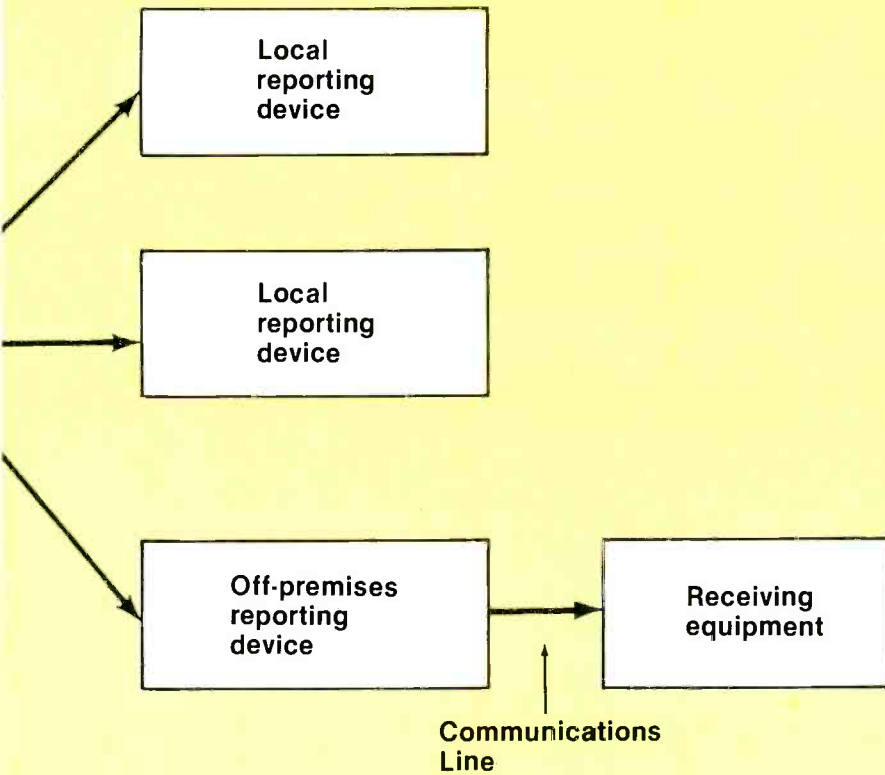 Local
reporting
device
Local
reporting
device
Off-premises
reporting
device
Receiving
equipment
Communications
Line